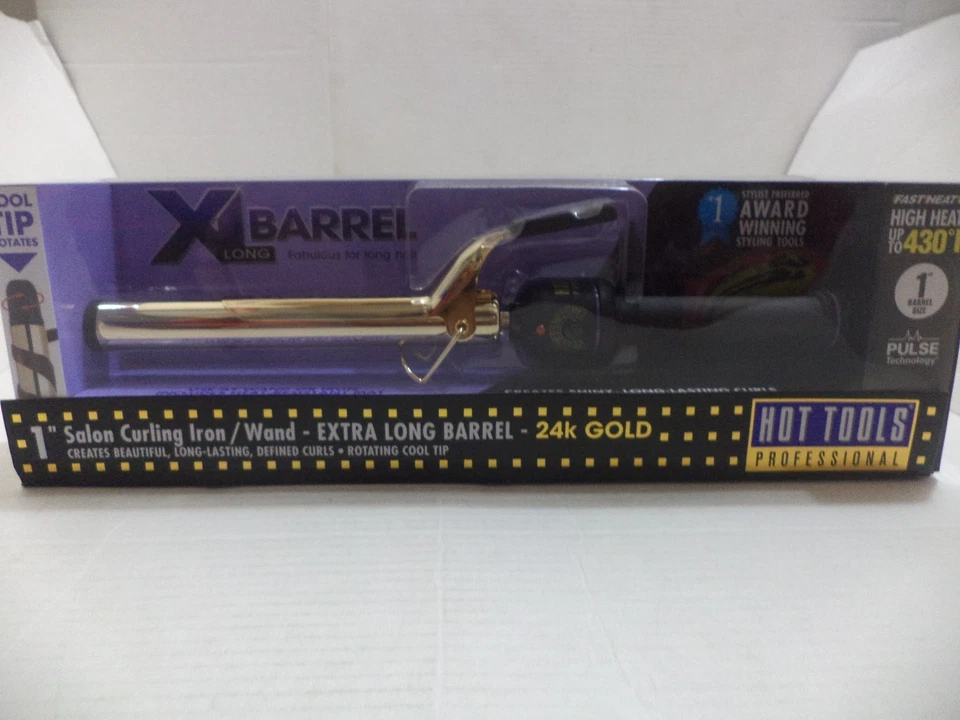 OOL
TIP
OTATES
XL BARREL
LONG Fabulous for long hair
#1
STYLIST PREFERRED
AWARD
WINNING
STYLING TOOLS
FAST HEAT
HIGH HEAT
UP TO 430°F
1"
BARREL
SIZE
PULSE
Technology
CREATES SHINY, LONG-LASTING CURLS
1" Salon Curling Iron / Wand - EXTRA LONG BARREL - 24k GOLD
CREATES BEAUTIFUL, LONG-LASTING, DEFINED CURLS • ROTATING COOL TIP
HOT TOOLS®
PROFESSIONAL